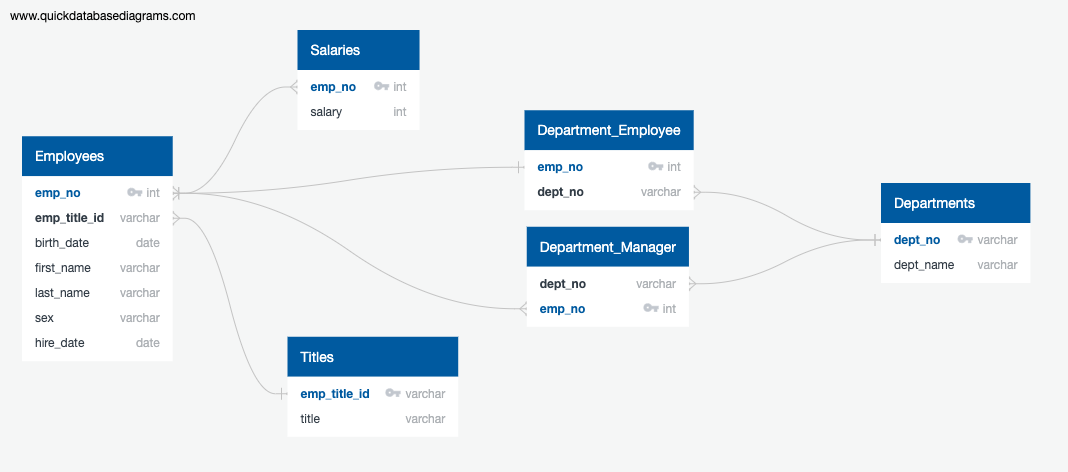 www.quickdatabasediagrams.com
Salaries
emp_no int
salary int
Employees
emp_no int
emp_title_id varchar
birth_date date
first_name varchar
last_name varchar
sex varchar
hire_date date
Titles
emp_title_id varchar
title varchar
Department_Employee
emp_no int
dept_no varchar
Department_Manager
dept_no varchar
emp_no int
Departments
dept_no varchar
dept_name varchar